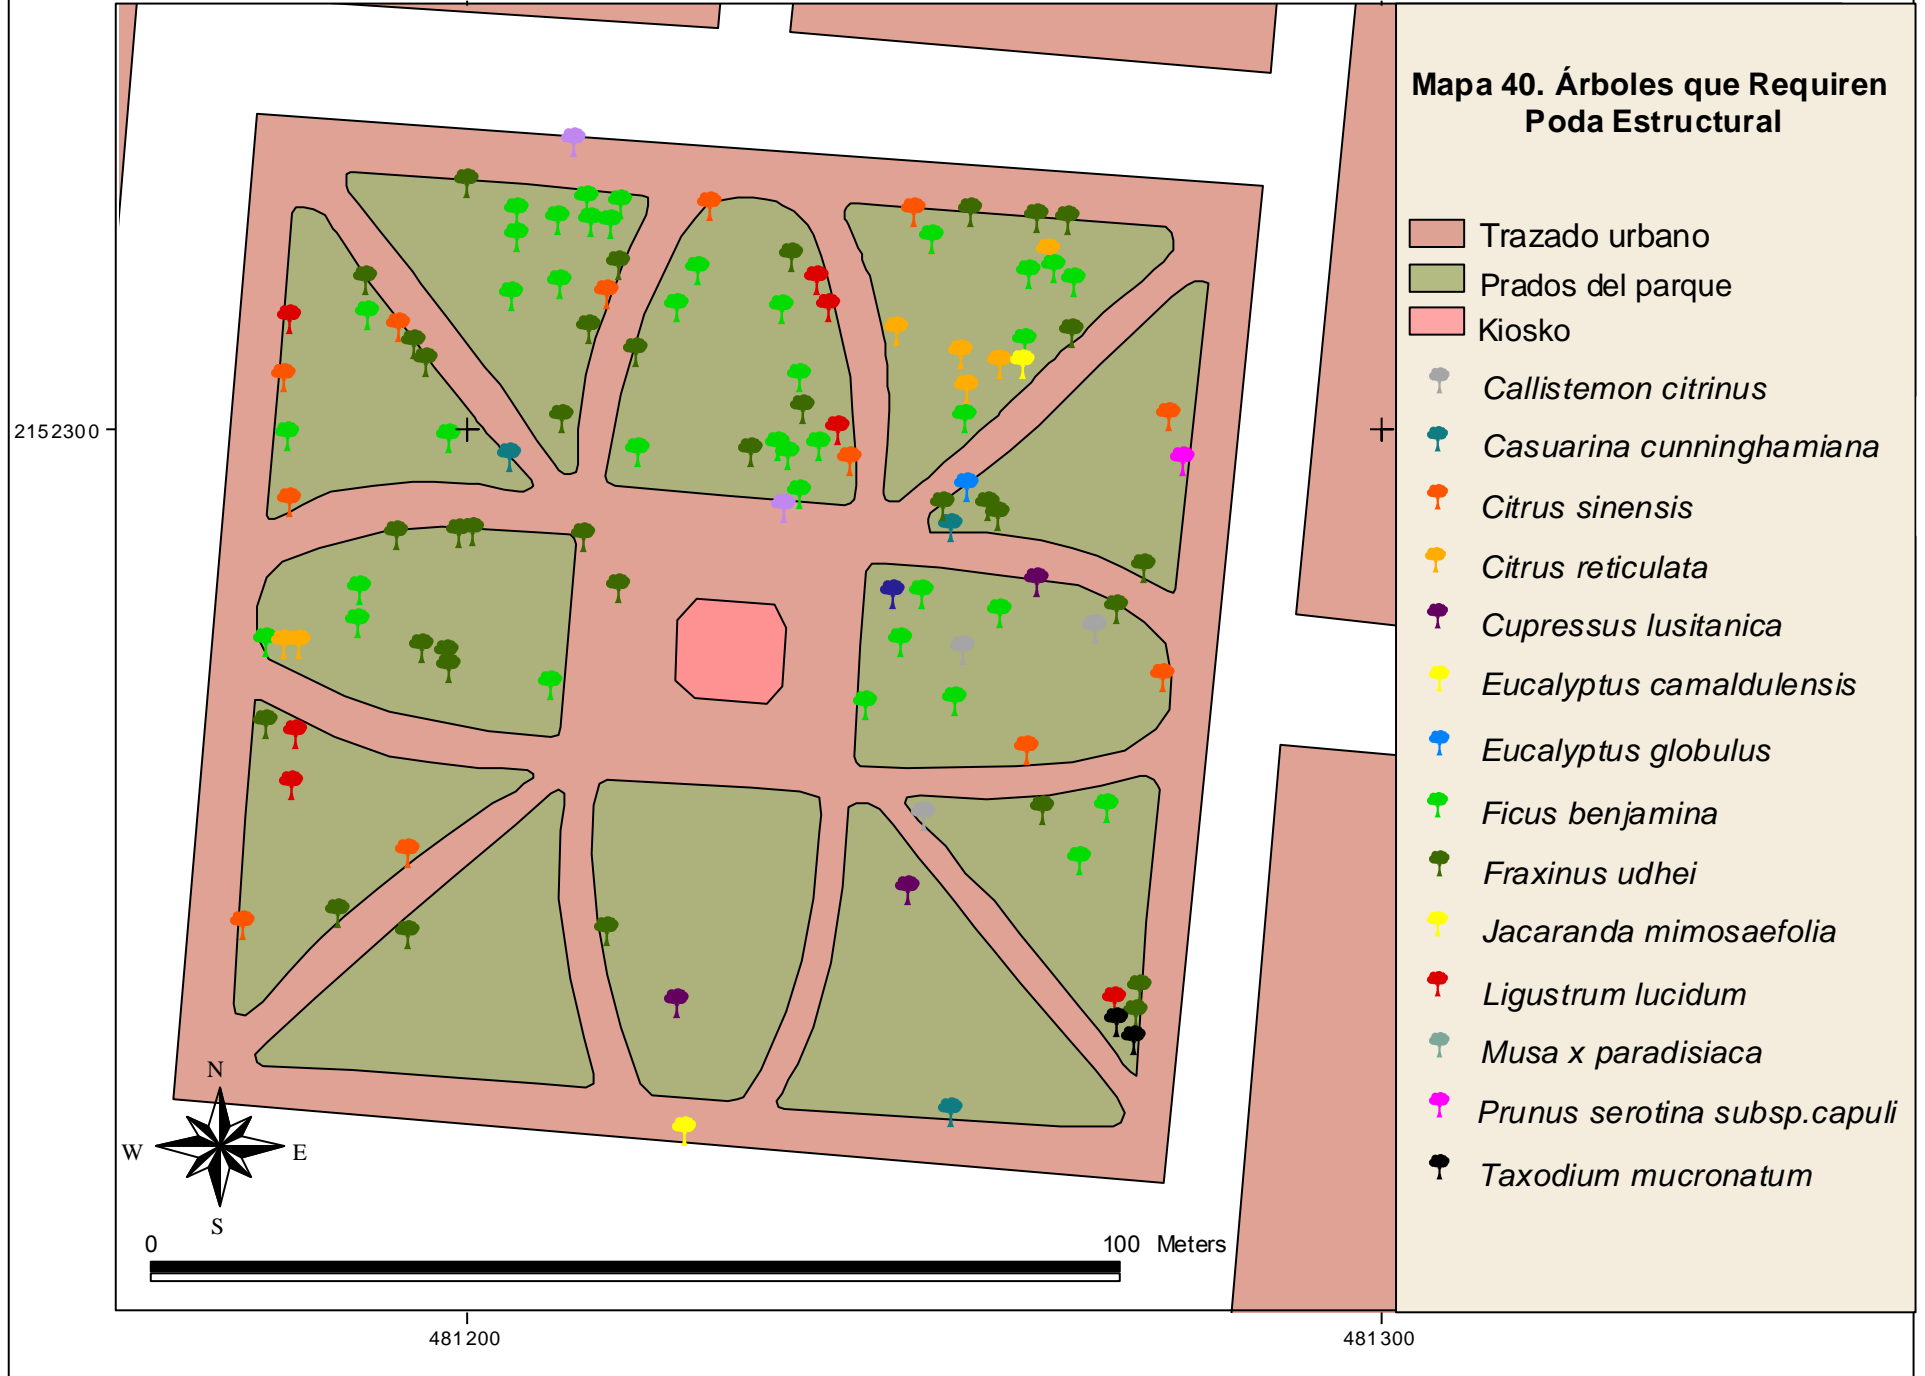 Mapa 40. Árboles que Requiren
Poda Estructural
Trazado urbano
Prados del parque
Kiosko
Callistemon citrinus
Casuarina cunninghamiana
Citrus sinensis
Citrus reticulata
Cupressus lusitanica
Eucalyptus camaldulensis
Eucalyptus globulus
Ficus benjamina
Fraxinus udhei
Jacaranda mimosaefolia
Ligustrum lucidum
Musa x paradisiaca
Prunus serotina subsp.capuli
Taxodium mucronatum
2152300
N
W
E
S
0
100 Meters
481200
481300